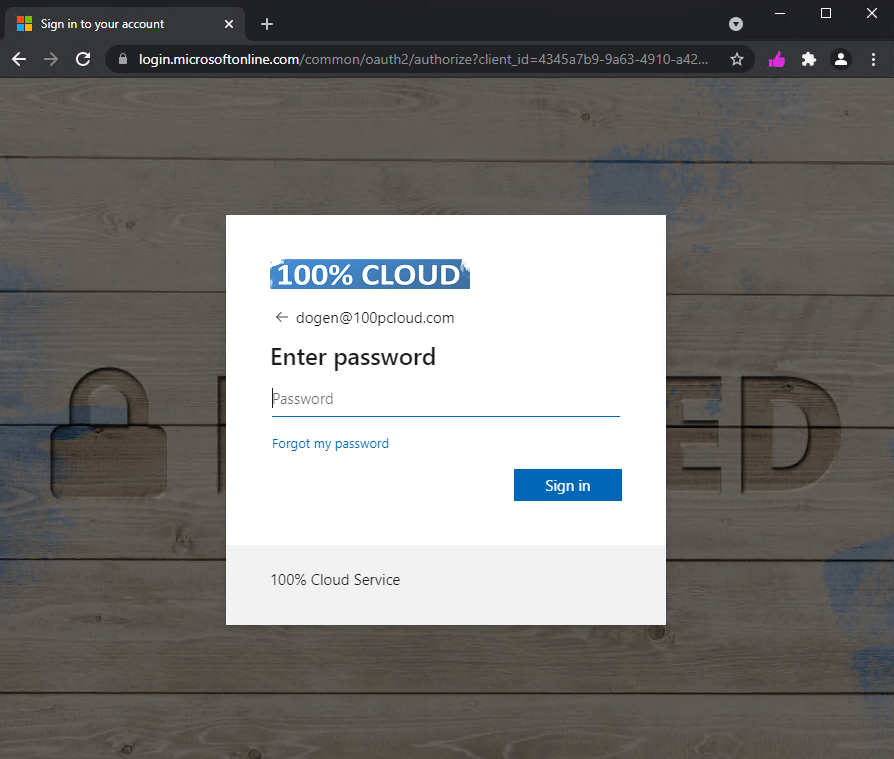 Sign in to your account
login.microsoftonline.com/common/oauth2/authorize?client_id=4345a7b9-9a63-4910-a42...
100% CLOUD
dogen@100pcloud.com
Enter password
Password
Forgot my password
Sign in
100% Cloud Service